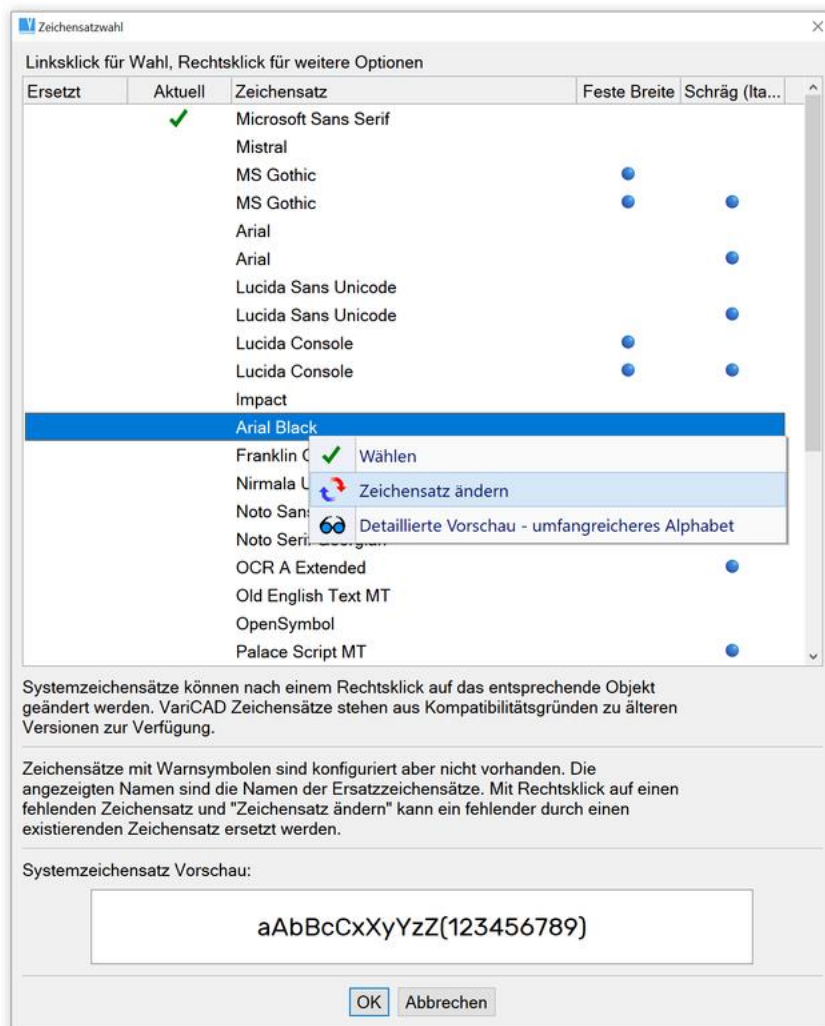 Zeichensatzwahl
Linksklick für Wahl, Rechtsklick für weitere Optionen
Ersetzt Aktuell Zeichensatz Feste Breite Schräg (Ita...
Microsoft Sans Serif
Mistral
MS Gothic
MS Gothic
Arial
Arial
Lucida Sans Unicode
Lucida Sans Unicode
Lucida Console
Lucida Console
Impact
Arial Black
Franklin
Wählen
Nirmala
Zeichensatz ändern
Noto
Detaillierte Vorschau - umfangreicheres Alphabet
Noto
OCR A Extended
Old English Text MT
OpenSymbol
Palace Script MT
Systemzeichensätze können nach einem Rechtsklick auf das entsprechende Objekt
geändert werden. VariCAD Zeichensätze stehen aus Kompatibilitätsgründen zu älteren
Versionen zur Verfügung.
Zeichensätze mit Warnsymbolen sind konfiguriert aber nicht vorhanden. Die
angezeigten Namen sind die Namen der Ersatzzeichensätze. Mit Rechtsklick auf einen
fehlenden Zeichensatz und "Zeichensatz ändern" kann ein fehlender durch einen
existierenden Zeichensatz ersetzt werden.
Systemzeichensatz Vorschau:
aAbBcCxXyYzZ(123456789)
OK Abbrechen